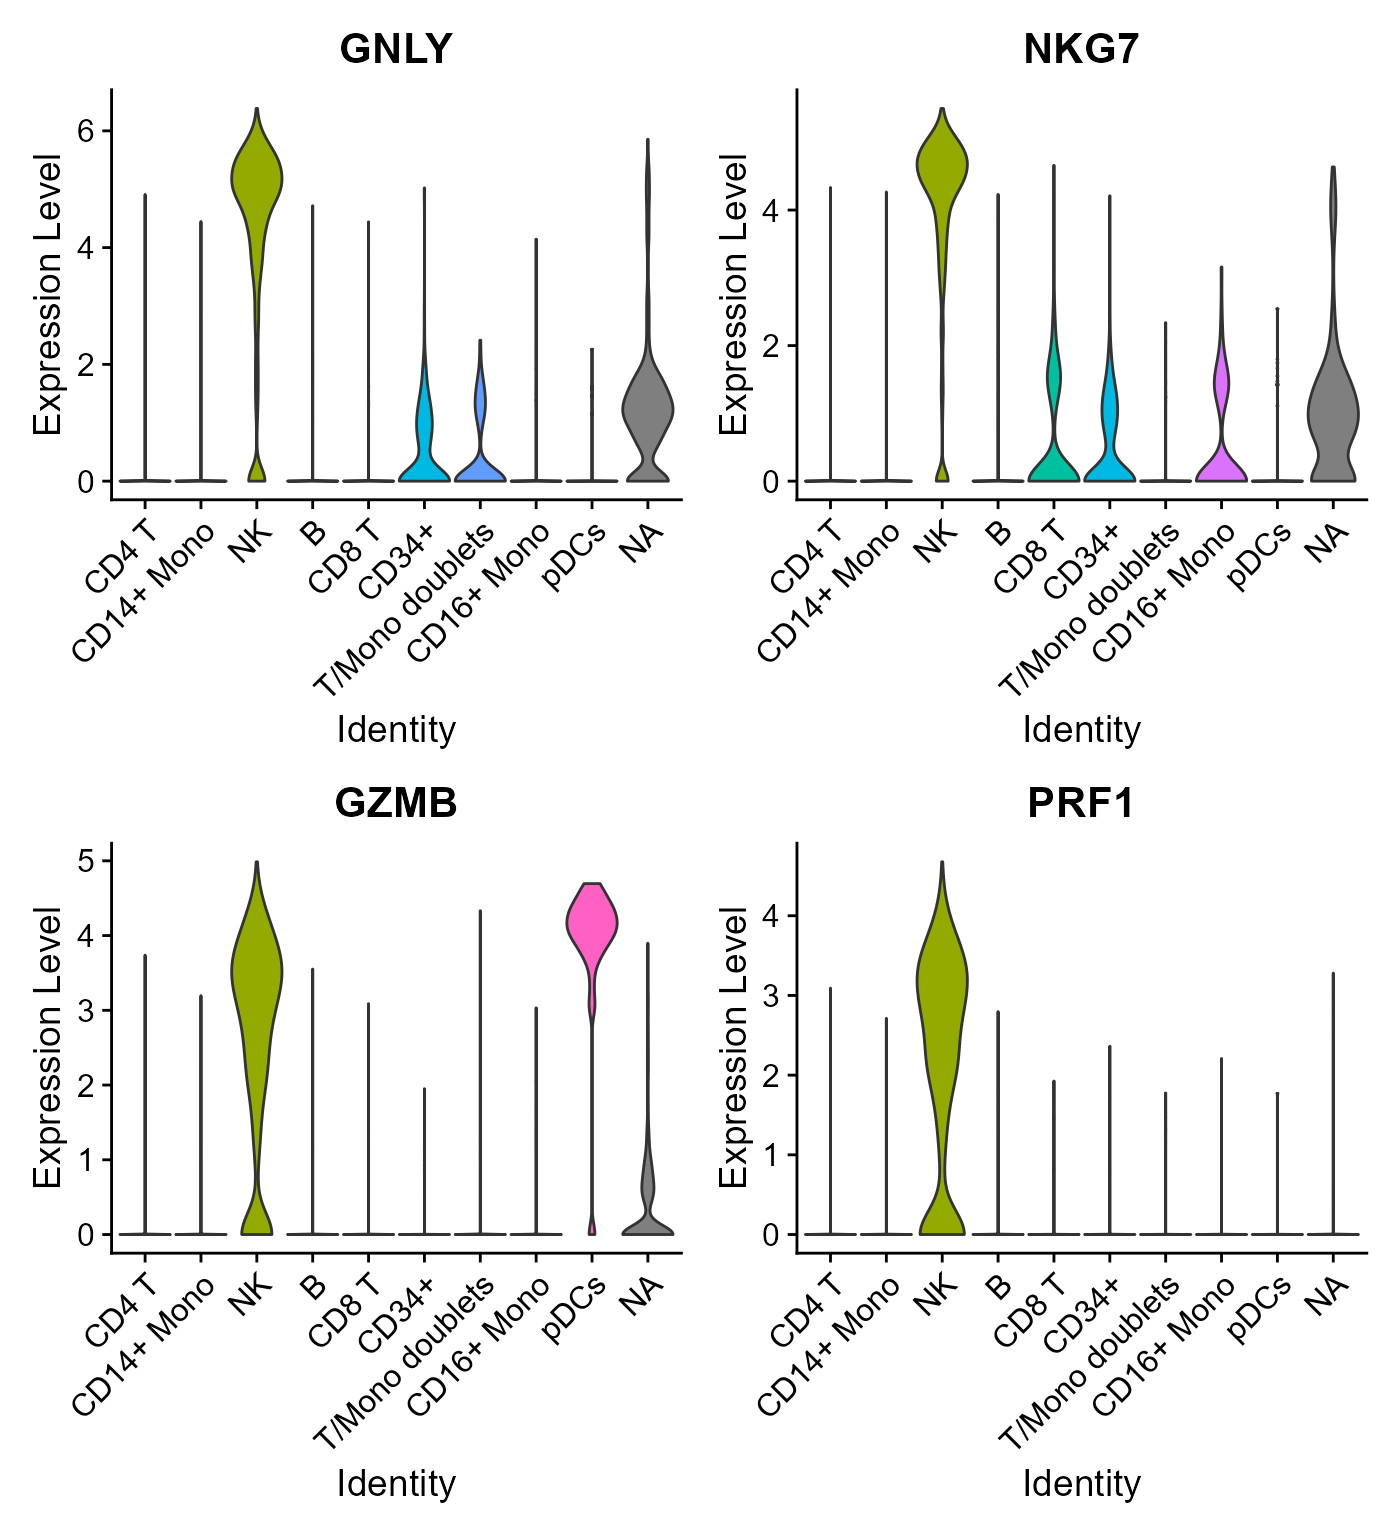 GNLY
Expression Level
6
4
2
0
CD4 T
CD14+ Mono
NK
B
CD8 T
CD34+
T/Mono doublets
CD16+ Mono
pDCs
NA
Identity
NKG7
Expression Level
4
2
0
CD4 T
CD14+ Mono
NK
B
CD8 T
CD34+
T/Mono doublets
CD16+ Mono
pDCs
NA
Identity
GZMB
Expression Level
5
4
3
2
1
0
CD4 T
CD14+ Mono
NK
B
CD8 T
CD34+
T/Mono doublets
CD16+ Mono
pDCs
NA
Identity
PRF1
Expression Level
4
3
2
1
0
CD4 T
CD14+ Mono
NK
B
CD8 T
CD34+
T/Mono doublets
CD16+ Mono
pDCs
NA
Identity